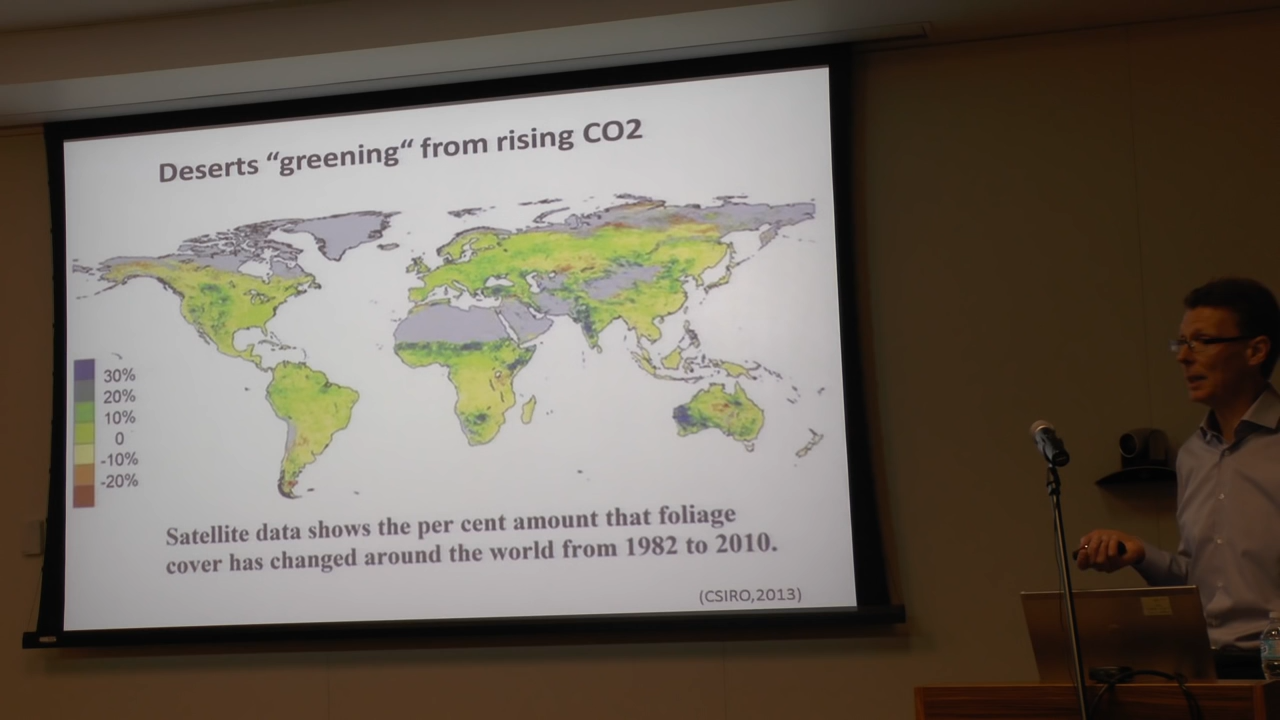 Deserts “greening“ from rising CO2
30%
20%
10%
0
-10%
-20%
Satellite data shows the per cent amount that foliage
cover has changed around the world from 1982 to 2010.
(CSIRO,2013)